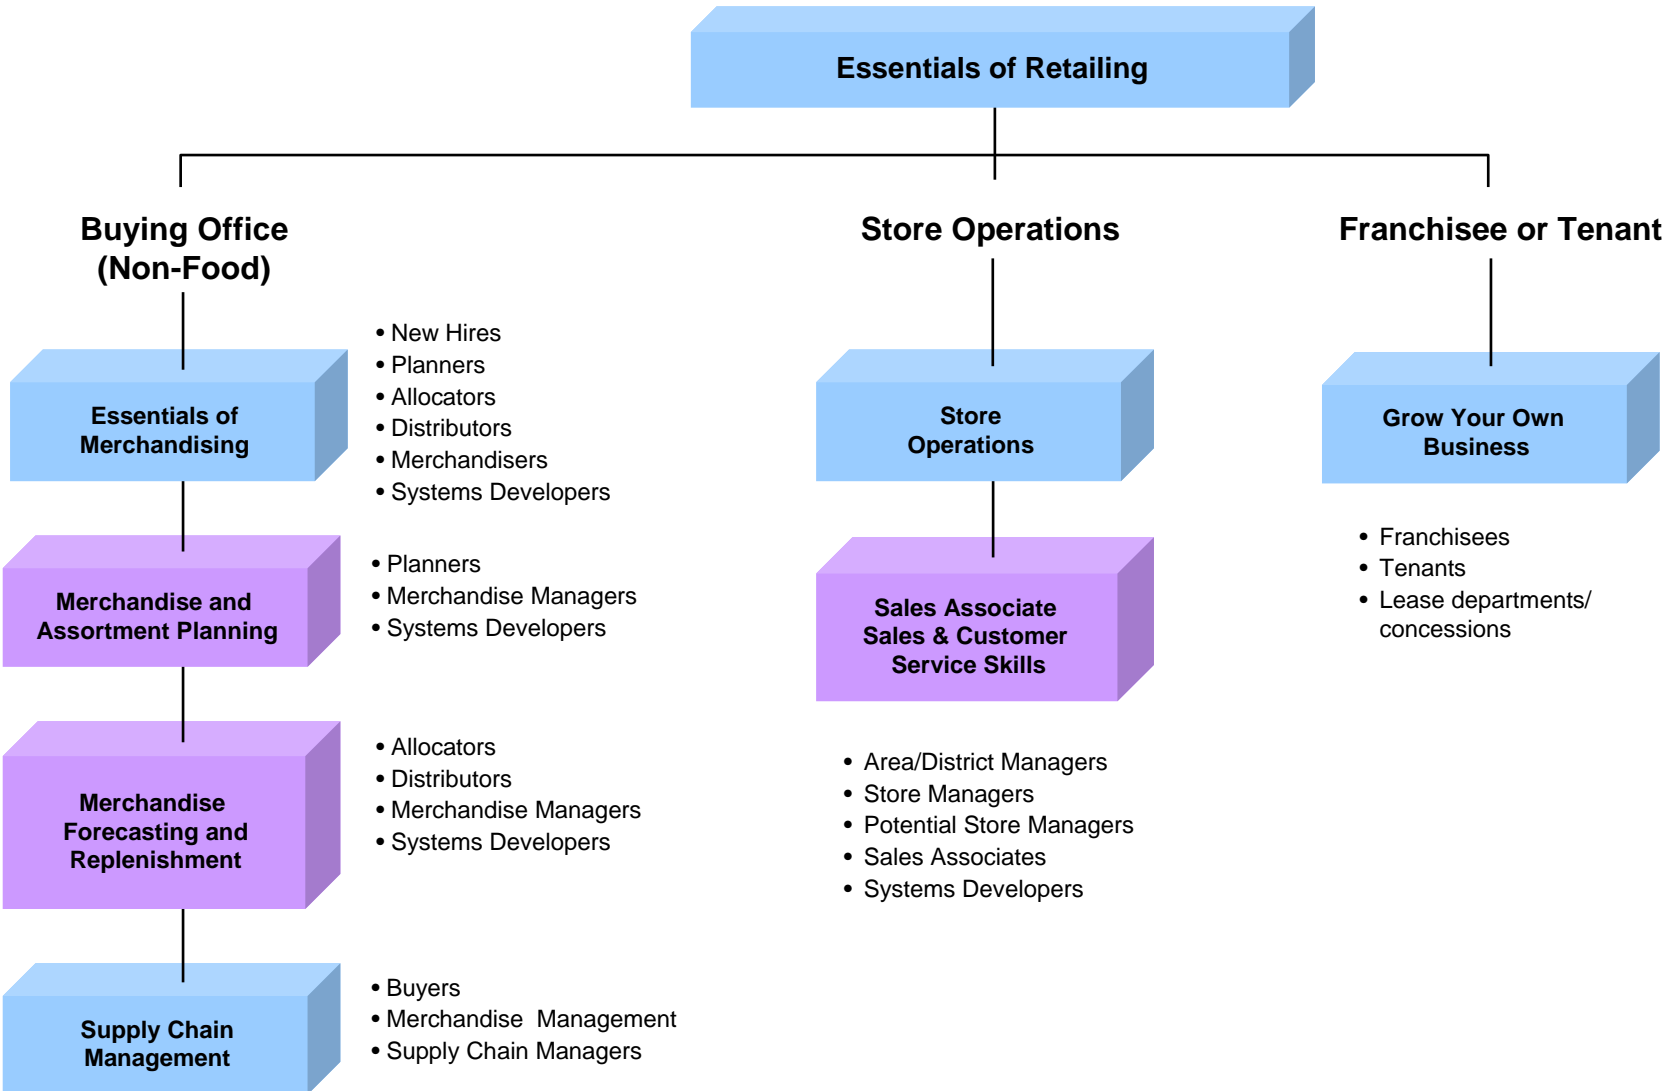 Essentials of Retailing
Buying Office
(Non-Food)
Essentials of
Merchandising
• New Hires
• Planners
• Allocators
• Distributors
• Merchandisers
• Systems Developers
Merchandise and
Assortment Planning
• Planners
• Merchandise Managers
• Systems Developers
Merchandise
Forecasting and
Replenishment
• Allocators
• Distributors
• Merchandise Managers
• Systems Developers
Supply Chain
Management
• Buyers
• Merchandise Management
• Supply Chain Managers
Store Operations
Store
Operations
Sales Associate
Sales & Customer
Service Skills
• Area/District Managers
• Store Managers
• Potential Store Managers
• Sales Associates
• Systems Developers
Franchisee or Tenant
Grow Your Own
Business
• Franchisees
• Tenants
• Lease departments/
concessions